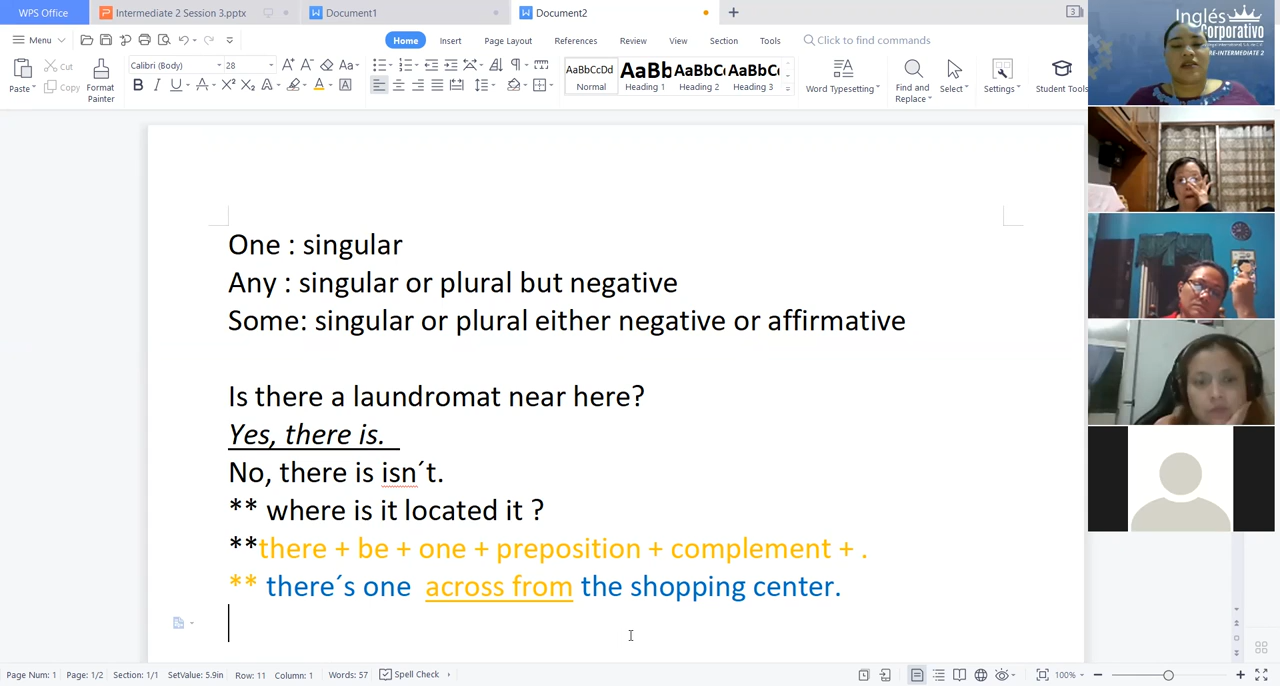 WPS Office
Intermediate 2 Session 3.pptx
Document1
Document2
3
Menu
Home
Insert
Page Layout
References
Review
View
Section
Tools
Click to find commands
Paste
Cut
Copy
Format
Painter
Calibri (Body)
28
AaBbCcDd
Normal
AaBb
Heading 1
AaBbCc
Heading 2
AaBbCc
Heading 3
Word Typesetting
Find and
Replace
Select
Settings
Student Tools
Inglés
Corporativo
PRE-INTERMEDIATE 2
One : singular
Any : singular or plural but negative
Some: singular or plural either negative or affirmative
Is there a laundromat near here?
Yes, there is.
No, there is isn´t.
** where is it located it ?
**there + be + one + preposition + complement + .
** there´s one across from the shopping center.
Page Num: 1
Page: 1/2
Section: 1/1
SetValue: 5.9in
Row: 11
Column: 1
Words: 57
Spell Check
100%